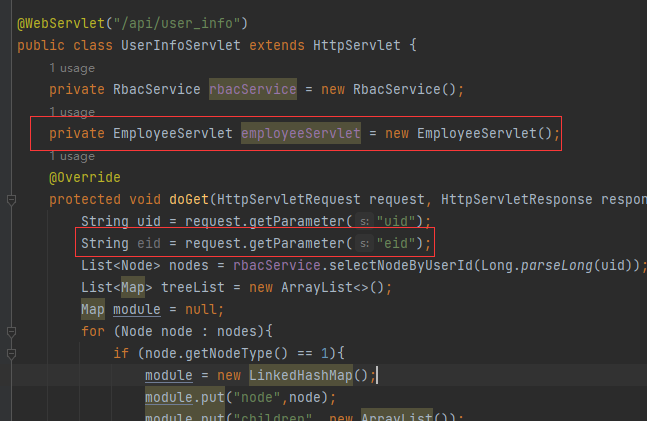 @WebServlet("/api/user_info")
public class UserInfoServlet extends HttpServlet {
1 usage
private RbacService rbacService = new RbacService();
1 usage
private EmployeeServlet employeeServlet = new EmployeeServlet();
1 usage
@Override
protected void doGet(HttpServletRequest request, HttpServletResponse respon
String uid = request.getParameter( s: "uid");
String eid = request.getParameter( s: "eid");
List<Node> nodes = rbacService.selectNodeByUserId(Long.parseLong(uid));
List<Map> treeList = new ArrayList<>();
Map module = null;
for (Node node : nodes){
if (node.getNodeType() == 1){
module = new LinkedHashMap();
module.put("node",node);
module.put("children", new ArrayList());